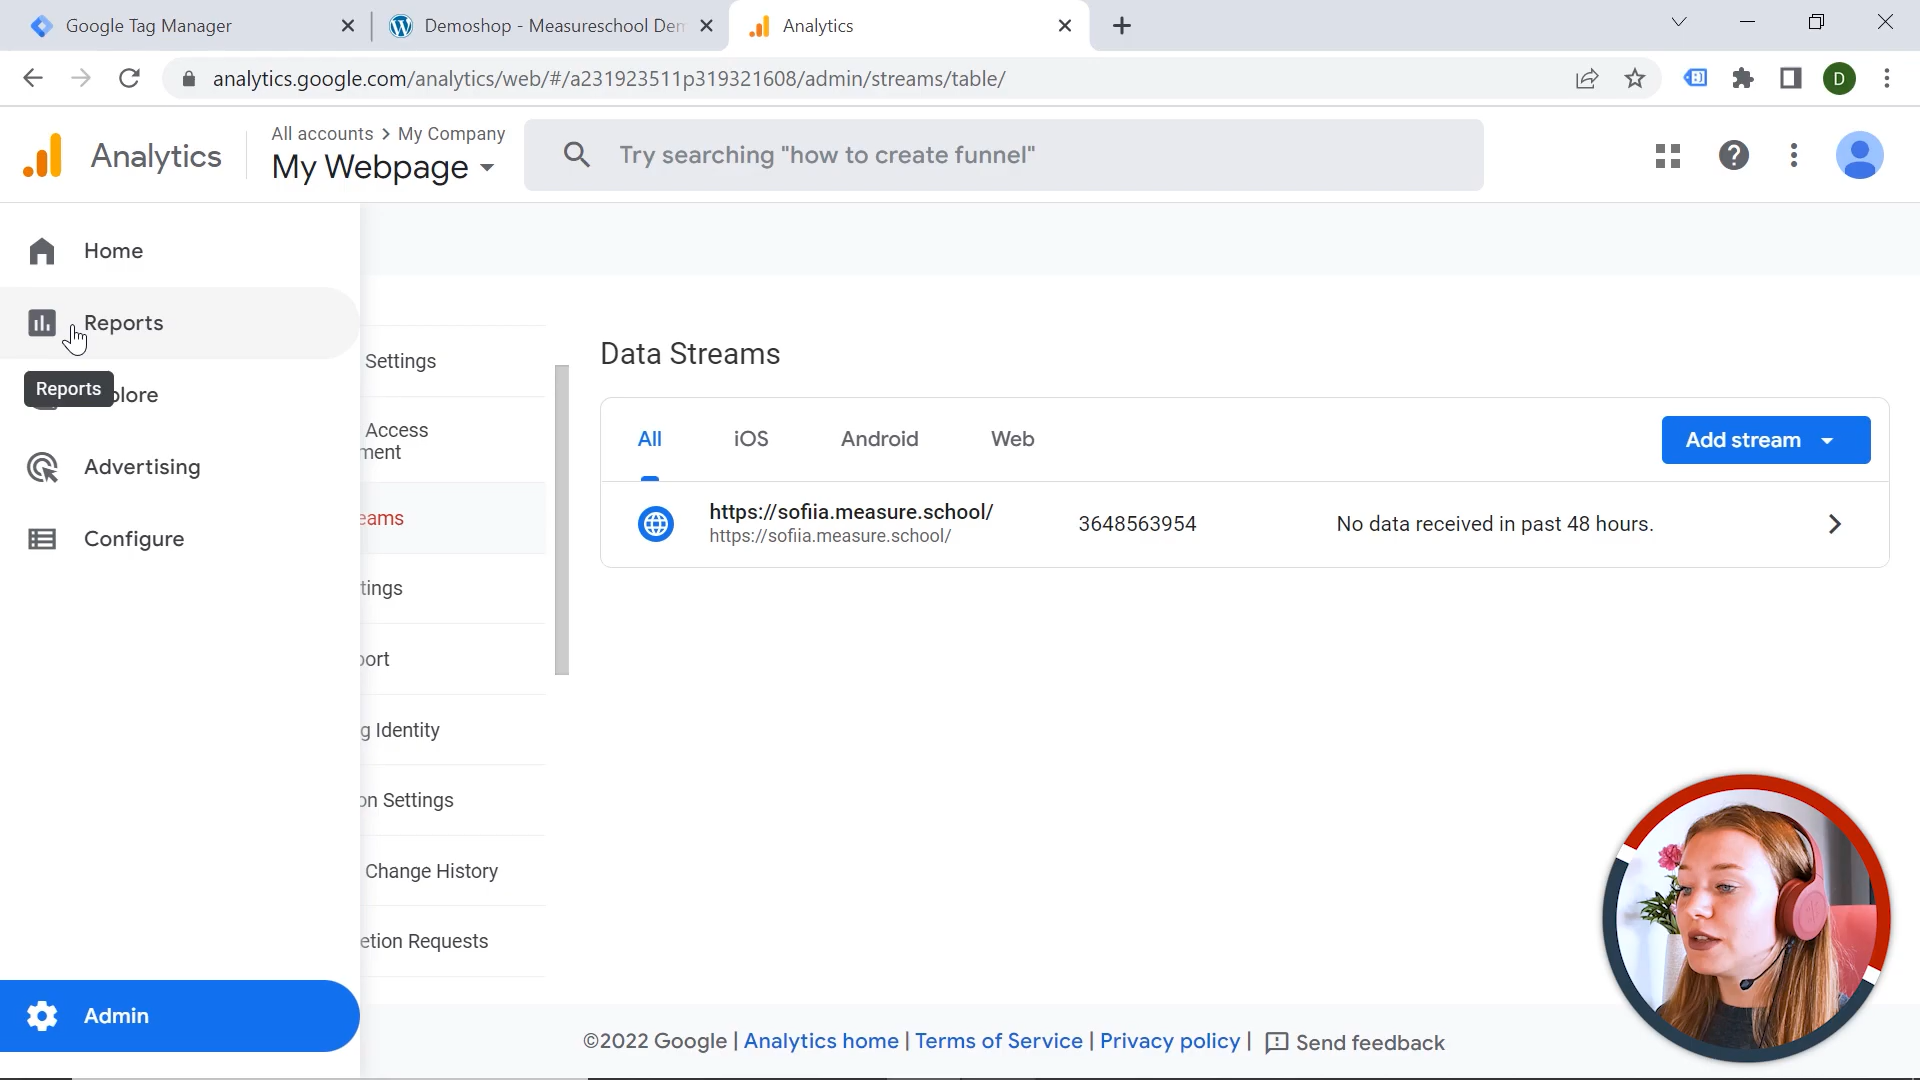 Google Tag Manager
Demoshop - Measureschool Dem
Analytics
analytics.google.com/analytics/web/#/a231923511p319321608/admin/streams/table/
D
Analytics
All accounts > My Company
My Webpage
Try searching "how to create funnel"
Home
Reports
Reports
plore
Advertising
Configure
Admin
Settings
Access
ment
eams
tings
port
g Identity
on Settings
Change History
etion Requests
Data Streams
All
iOS
Android
Web
Add stream
https://sofiia.measure.school/
https://sofiia.measure.school/
3648563954
No data received in past 48 hours.
©2022 Google | Analytics home | Terms of Service | Privacy policy | Send feedback